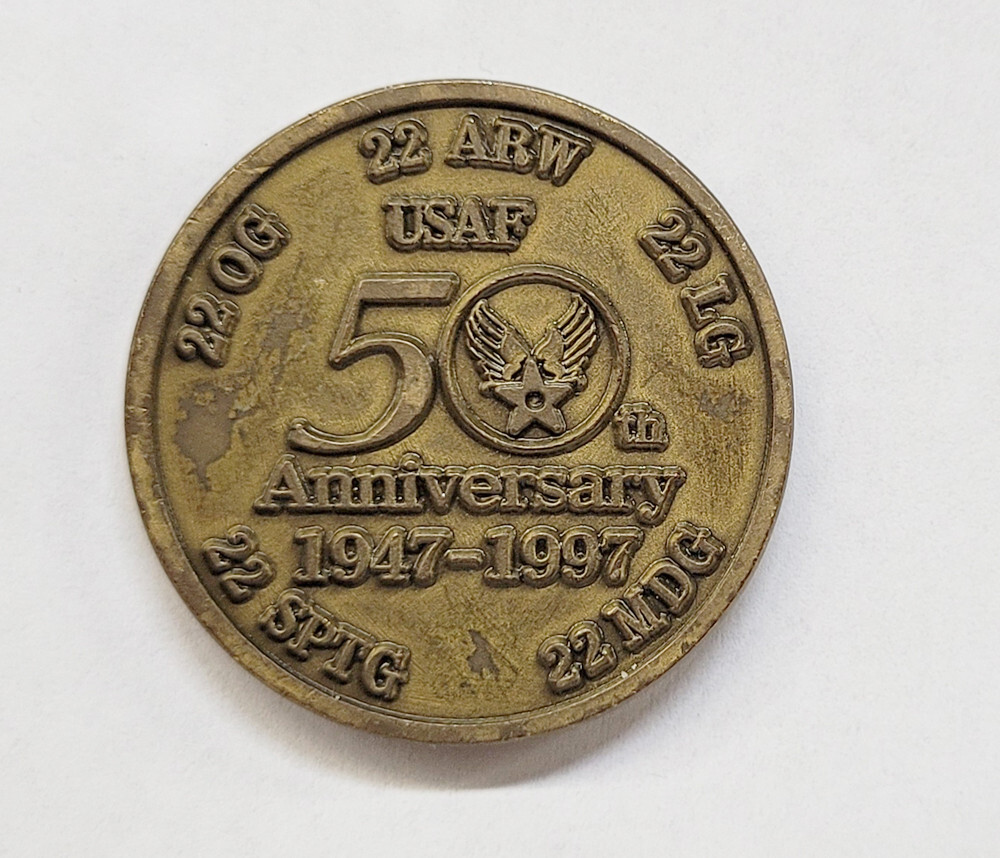 22 ARW
USAF
22 OG
22 LG
50th
Anniversary
1947-1997
22 SPTG
22 MDG